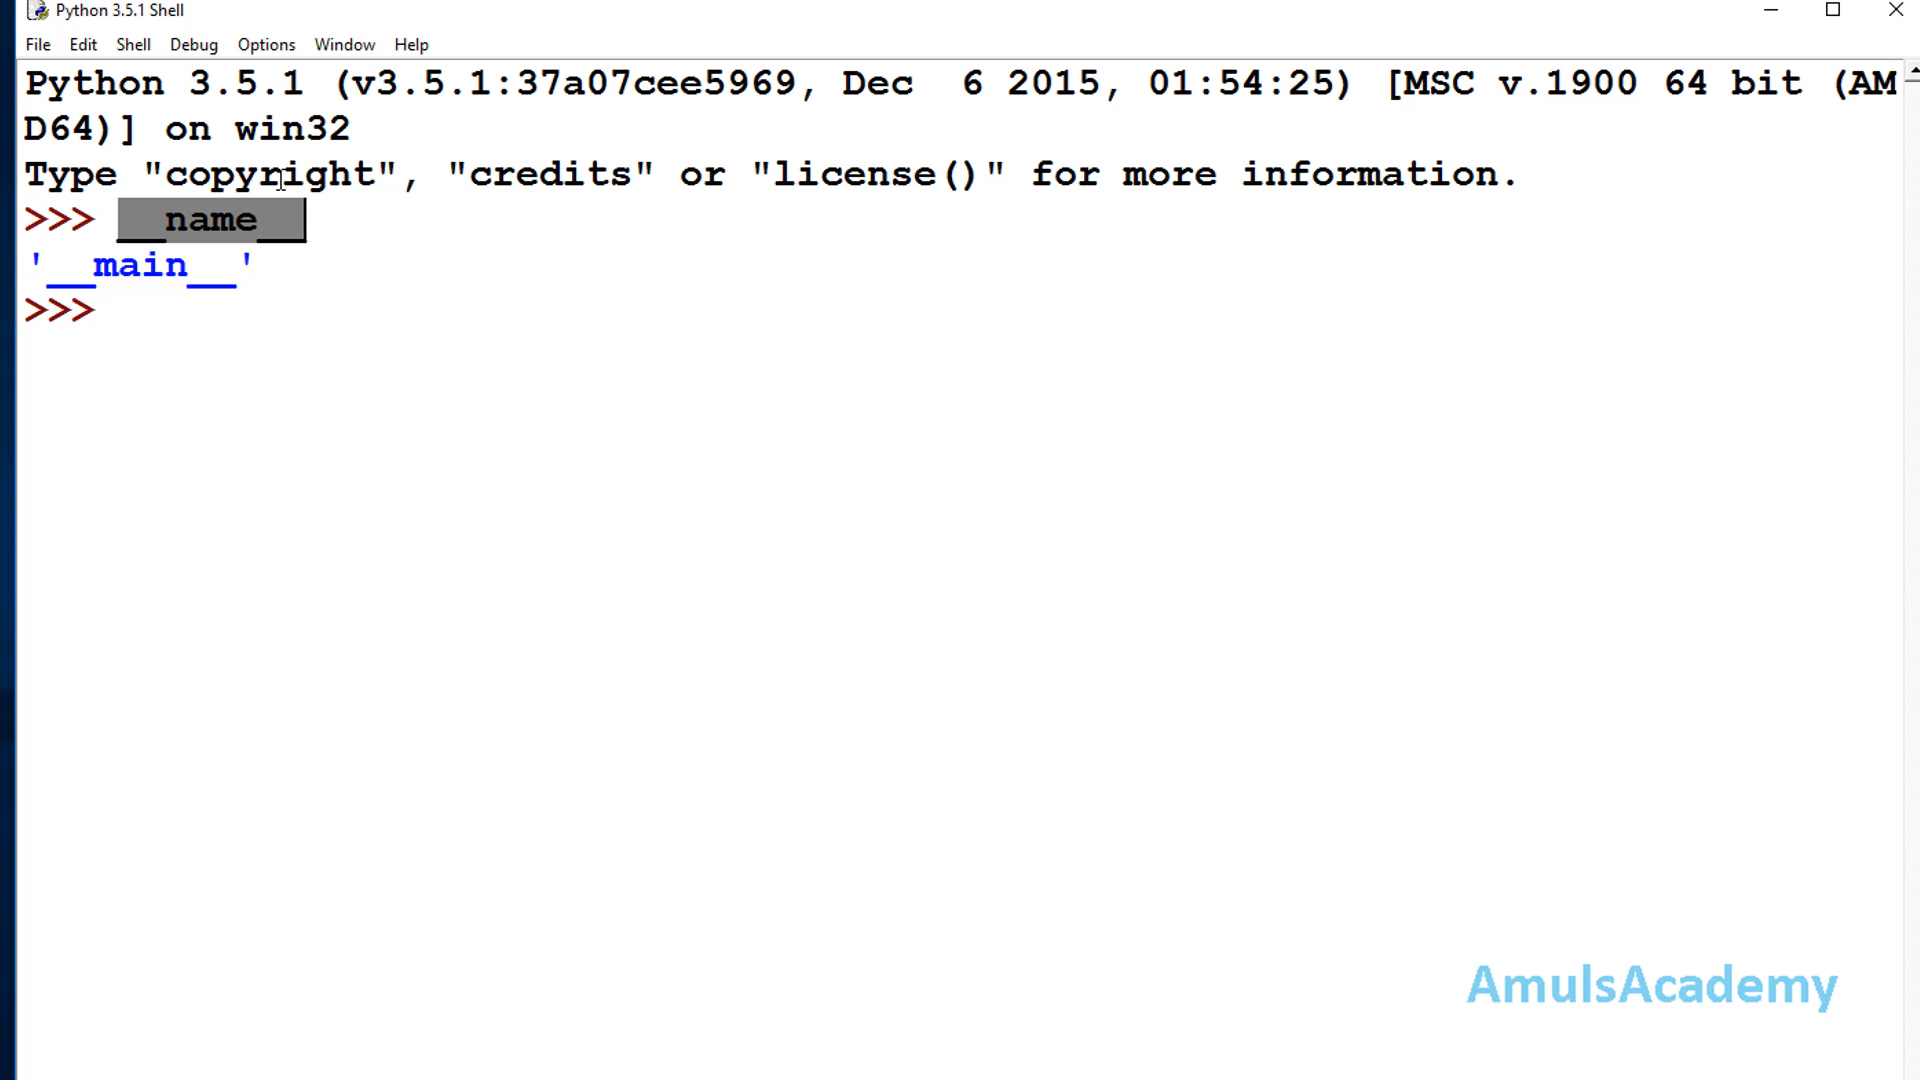 Python 3.5.1 Shell
File Edit Shell Debug Options Window Help
Python 3.5.1 (v3.5.1:37a07cee5969, Dec  6 2015, 01:54:25) [MSC v.1900 64 bit (AM
D64)] on win32
Type "copyright", "credits" or "license()" for more information.
>>> __name__
'__main__'
>>>
AmulsAcademy